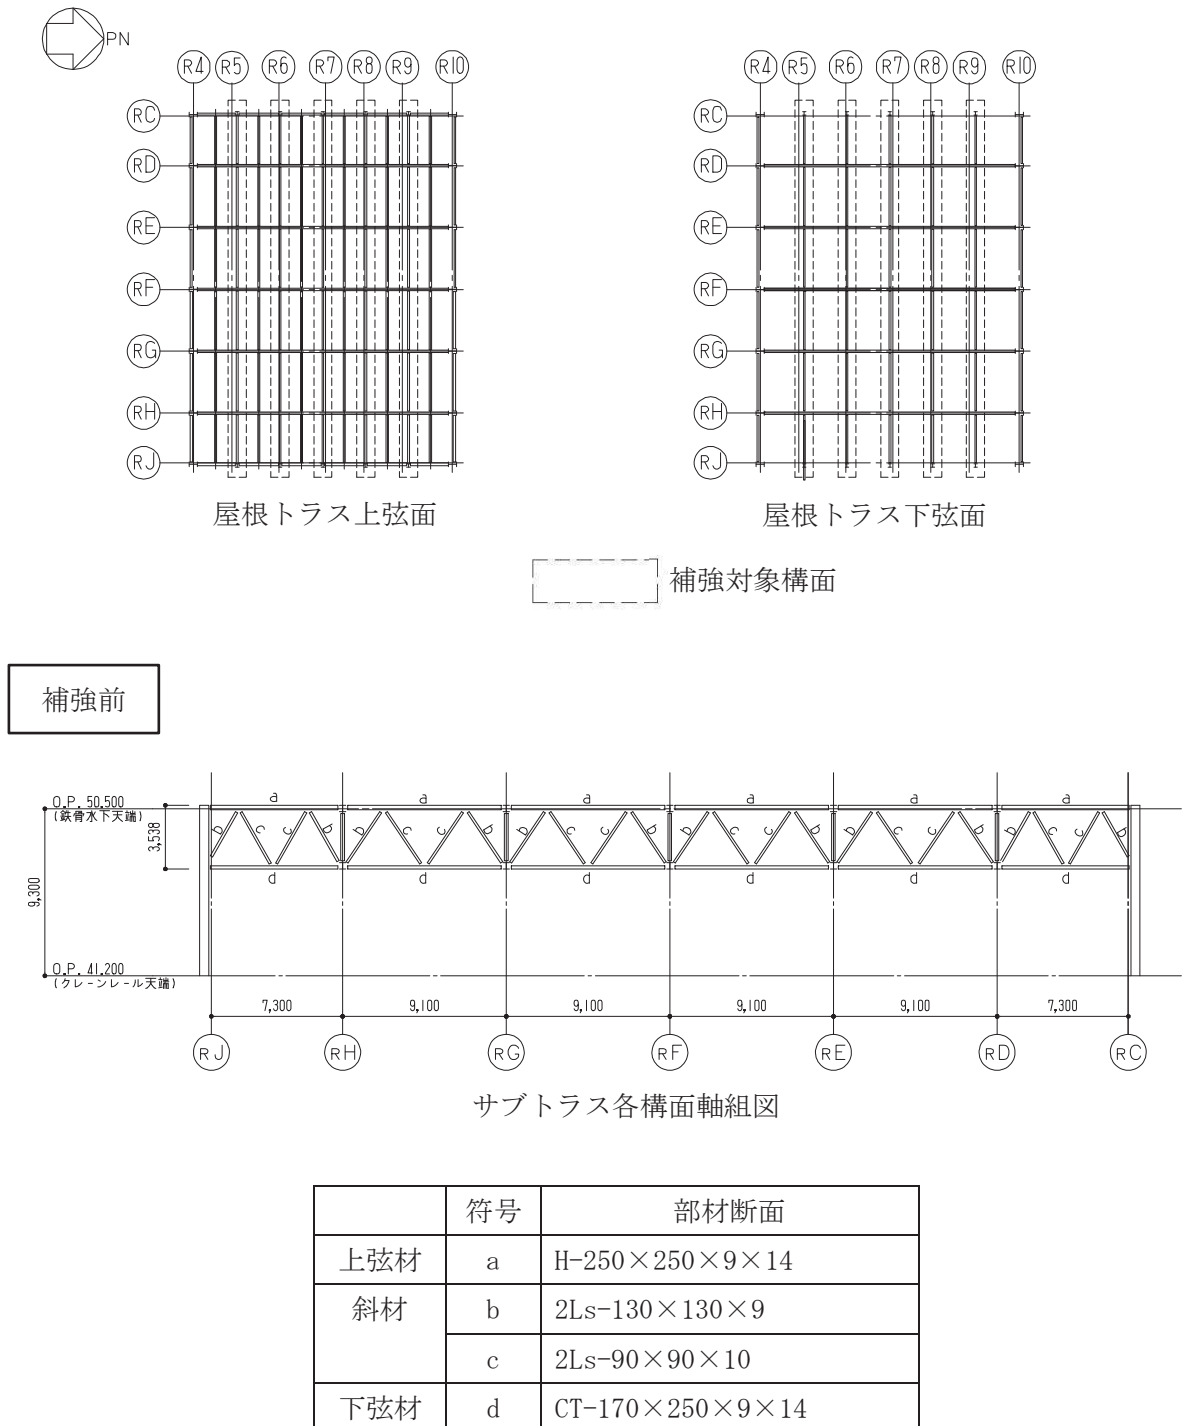 PN
R4 R5 R6 R7 R8 R9 R10
RC
RD
RE
RF
RG
RH
RJ
屋根トラス上弦面
R4 R5 R6 R7 R8 R9 R10
RC
RD
RE
RF
RG
RH
RJ
屋根トラス下弦面
補強対象構面
補強前
O.P. 50,500
(鉄骨水下天端)
3,538
9,300
O.P. 41,200
(クレーンレール天端)
a a a a a a
b c c b b c c b b c c b b c c b b c c b b c c b
d d d d d d
7,300 9,100 9,100 9,100 9,100 7,300
RJ RH RG RF RE RD RC
サブトラス各構面軸組図
符号 部材断面
上弦材 a H-250×250×9×14
斜材 b 2Ls-130×130×9
c 2Ls-90×90×10
下弦材 d CT-170×250×9×14